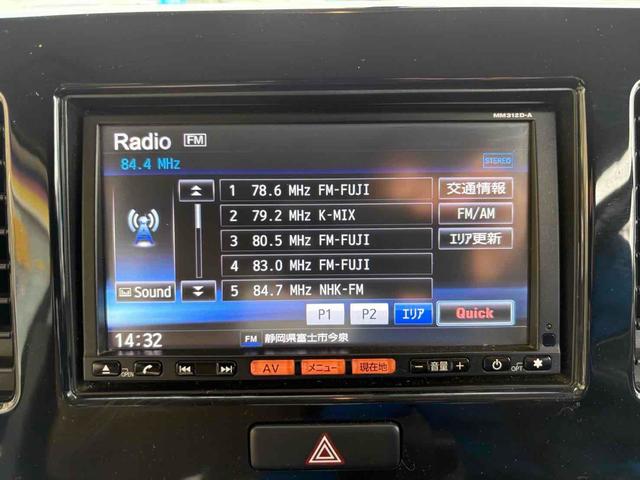 MM312D-A
Radio FM
84.4 MHz
STEREO
1 78.6 MHz FM-FUJI
交通情報
2 79.2 MHz K-MIX
FM/AM
3 80.5 MHz FM-FUJI
エリア更新
4 83.0 MHz FM-FUJI
Sound
5 84.7 MHz NHK-FM
P1 P2 エリア Quick
14:32 FM 静岡県富士市今泉
OPEN AV メニュー 現在地 − 音量 + OPT